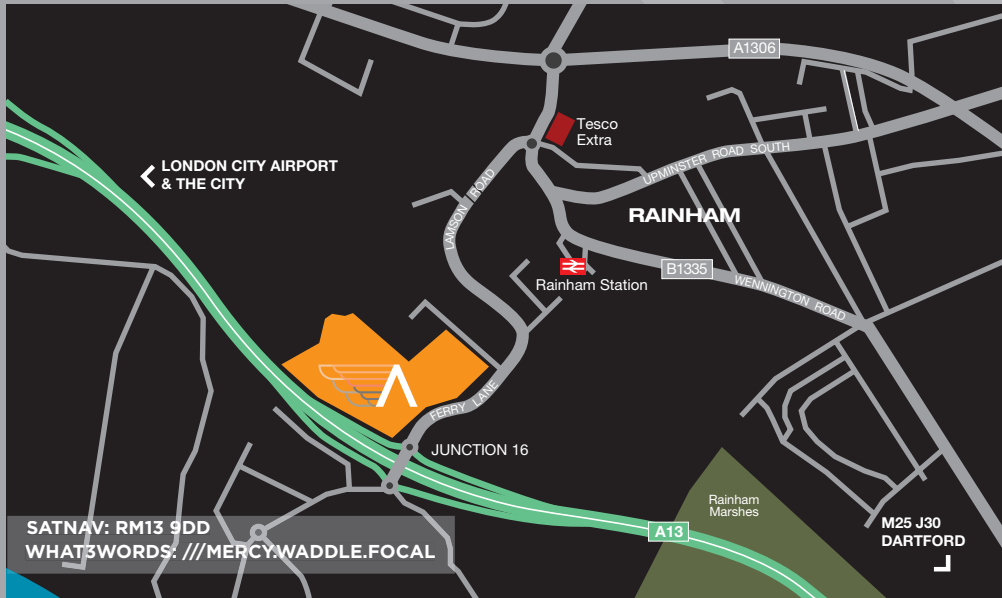 A1306
Tesco
Extra
LONDON CITY AIRPORT
& THE CITY
UPMINSTER ROAD SOUTH
LAMSON ROAD
RAINHAM
B1335
Rainham Station
WENNINGTON ROAD
FERRY LANE
JUNCTION 16
Rainham
Marshes
A13
M25 J30
DARTFORD
SATNAV: RM13 9DD
WHAT3WORDS: ///MERCY.WADDLE.FOCAL